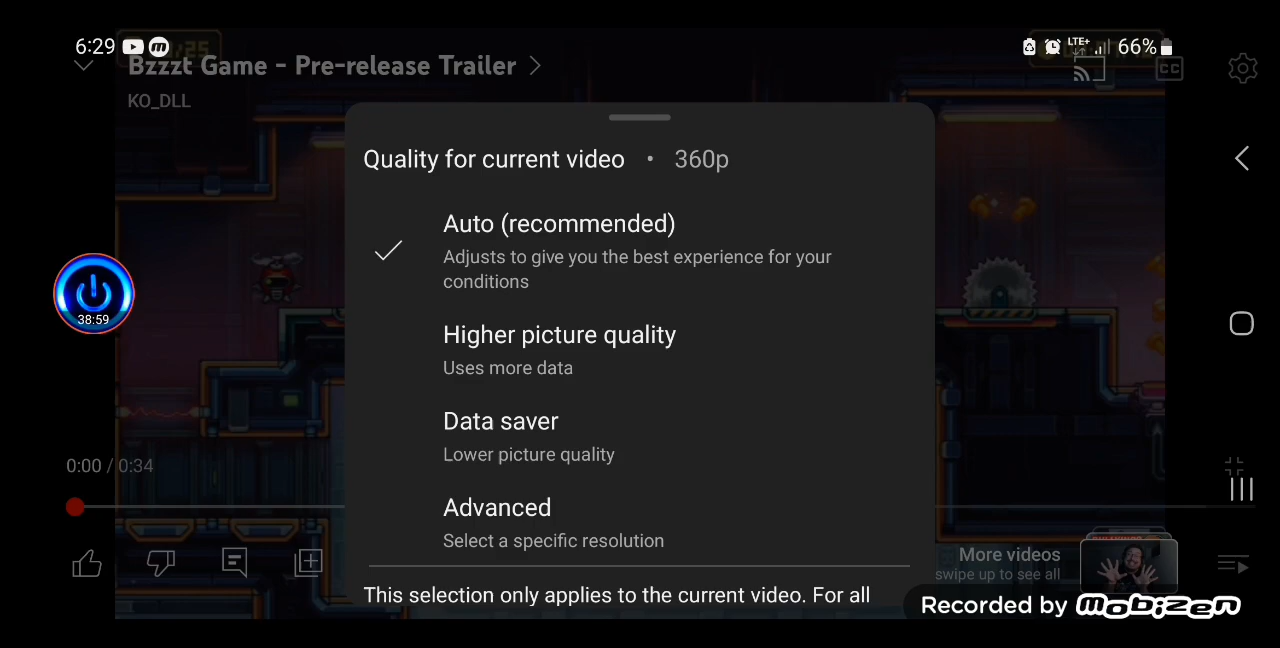 6:29
LTE+
66%
Bzzzt Game - Pre-release Trailer
CC
KO_DLL
Quality for current video • 360p
Auto (recommended)
Adjusts to give you the best experience for your
conditions
Higher picture quality
Uses more data
38:59
Data saver
Lower picture quality
0:00 / 0:34
Advanced
Select a specific resolution
More videos
swipe up to see all
This selection only applies to the current video. For all
Recorded by mobizen